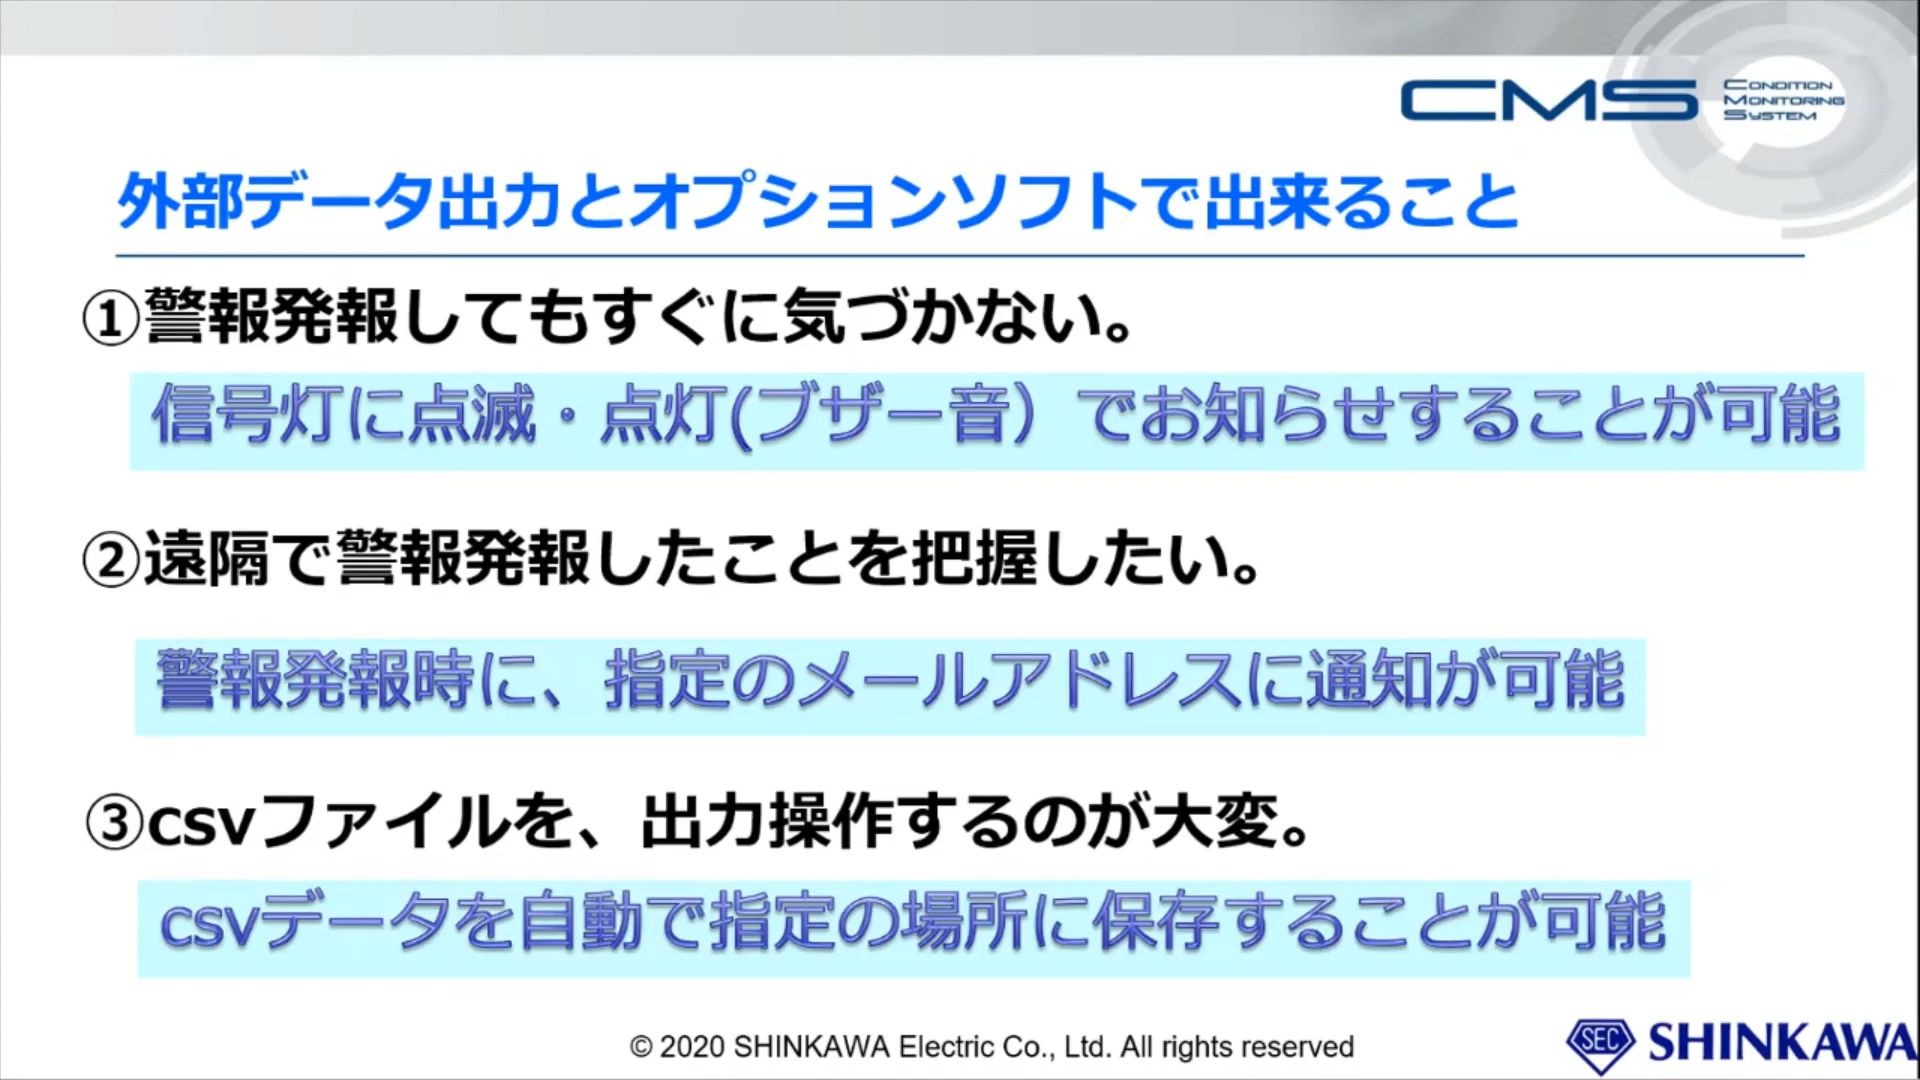 CMS
CONDITION
MONITORING
SYSTEM
外部データ出力とオプションソフトで出来ること
①警報発報してもすぐに気づかない。
信号灯に点滅・点灯(ブザー音）でお知らせすることが可能
②遠隔で警報発報したことを把握したい。
警報発報時に、指定のメールアドレスに通知が可能
③csvファイルを、出力操作するのが大変。
csvデータを自動で指定の場所に保存することが可能
© 2020 SHINKAWA Electric Co., Ltd. All rights reserved
SEC SHINKAWA